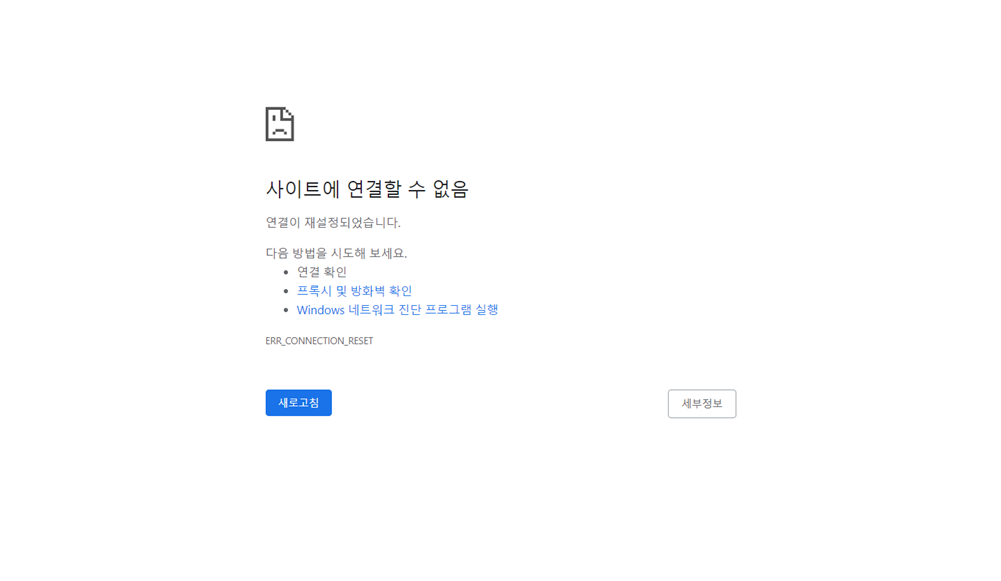 사이트에 연결할 수 없음
연결이 재설정되었습니다.
다음 방법을 시도해 보세요.
연결 확인
프록시 및 방화벽 확인
Windows 네트워크 진단 프로그램 실행
ERR_CONNECTION_RESET
새로고침
세부정보